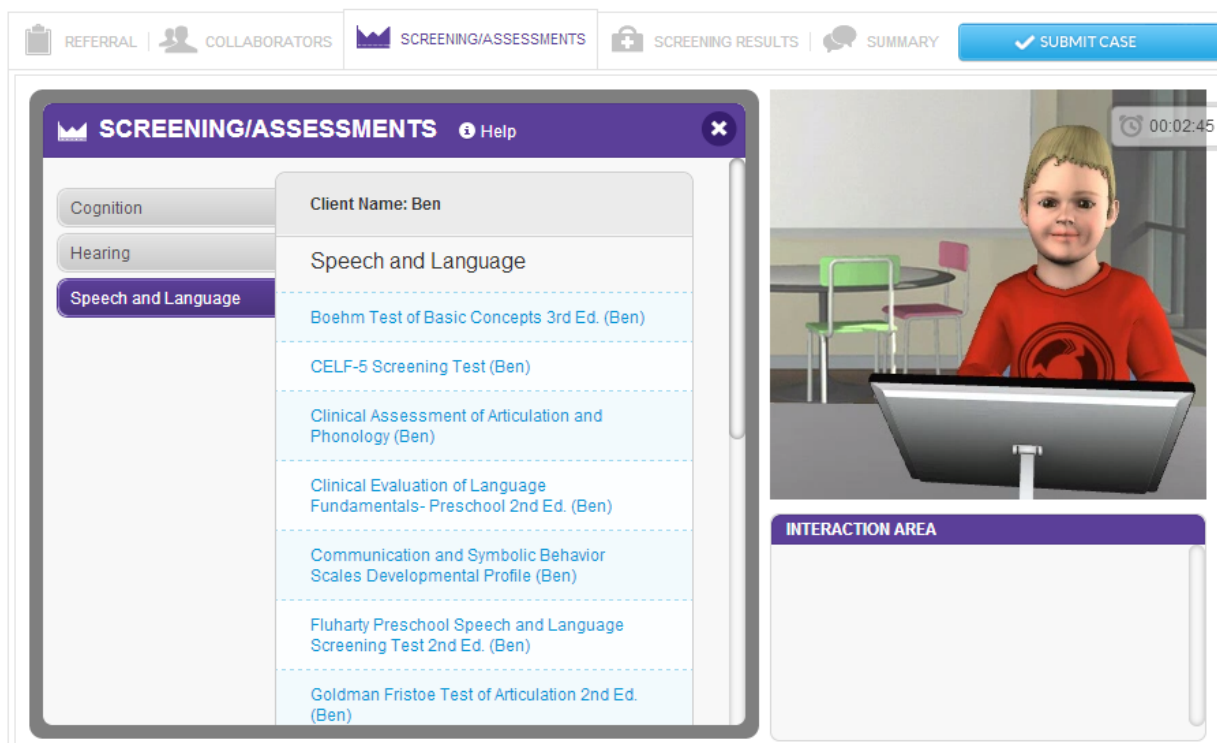 REFERRAL | COLLABORATORS SCREENING/ASSESSMENTS SCREENING RESULTS | SUMMARY SUBMIT CASE
SCREENING/ASSESSMENTS Help
00:02:45
Cognition
Hearing
Speech and Language
Client Name: Ben
Speech and Language
Boehm Test of Basic Concepts 3rd Ed. (Ben)
CELF-5 Screening Test (Ben)
Clinical Assessment of Articulation and
Phonology (Ben)
Clinical Evaluation of Language
Fundamentals- Preschool 2nd Ed. (Ben)
Communication and Symbolic Behavior
Scales Developmental Profile (Ben)
Fluharty Preschool Speech and Language
Screening Test 2nd Ed. (Ben)
Goldman Fristoe Test of Articulation 2nd Ed.
(Ben)
INTERACTION AREA